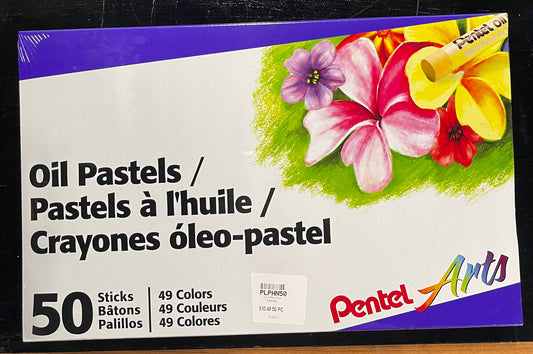 Pentel Oil
Oil Pastels /
Pastels à l'huile /
Crayones óleo-pastel
50
Sticks
Bâtons
Palillos
49 Colors
49 Couleurs
49 Colores
PLPHN50
Pentel Arts